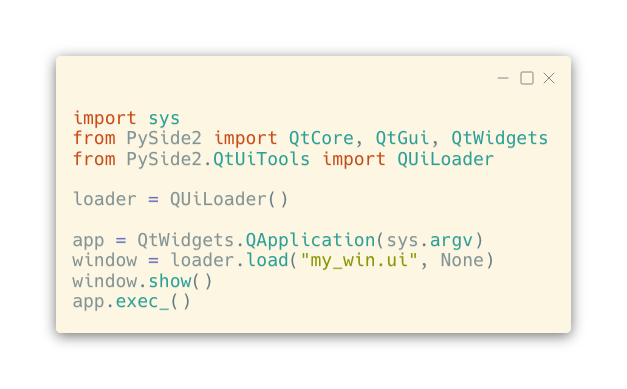 import sys
from PySide2 import QtCore, QtGui, QtWidgets
from PySide2.QtUiTools import QUiLoader
loader = QUiLoader()
app = QtWidgets.QApplication(sys.argv)
window = loader.load("my_win.ui", None)
window.show()
app.exec_()